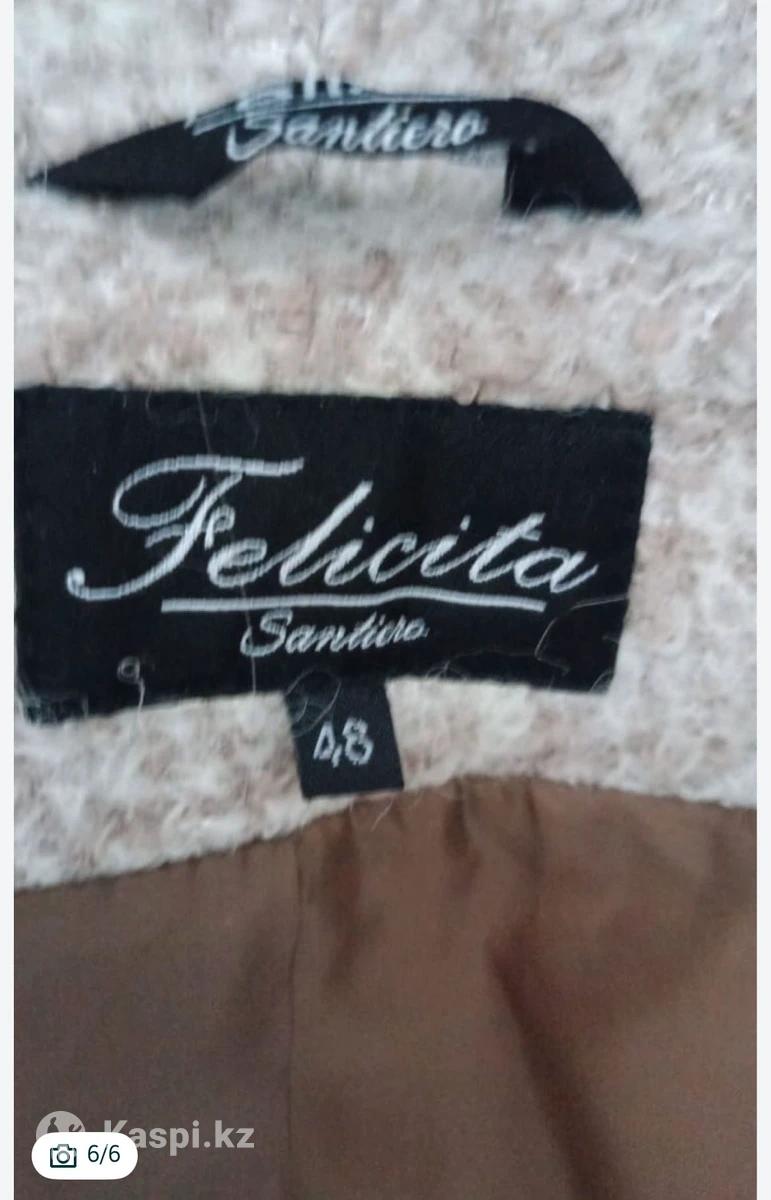 Santiero
Felicita
Santiero
48
Kaspi.kz
6/6